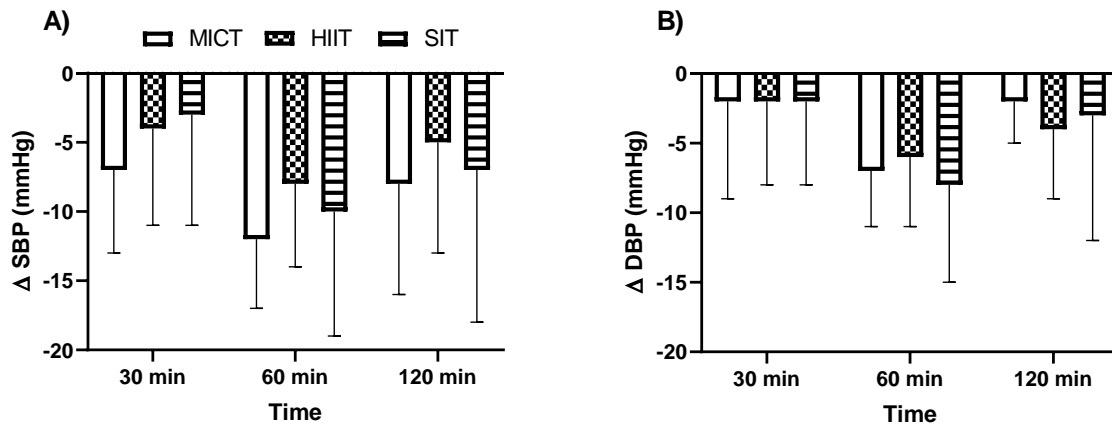 A)
MICT HIIT SIT
0
-5
-10
-15
-20
Δ SBP (mmHg)
30 min 60 min 120 min
Time
B)
0
-5
-10
-15
-20
Δ DBP (mmHg)
30 min 60 min 120 min
Time